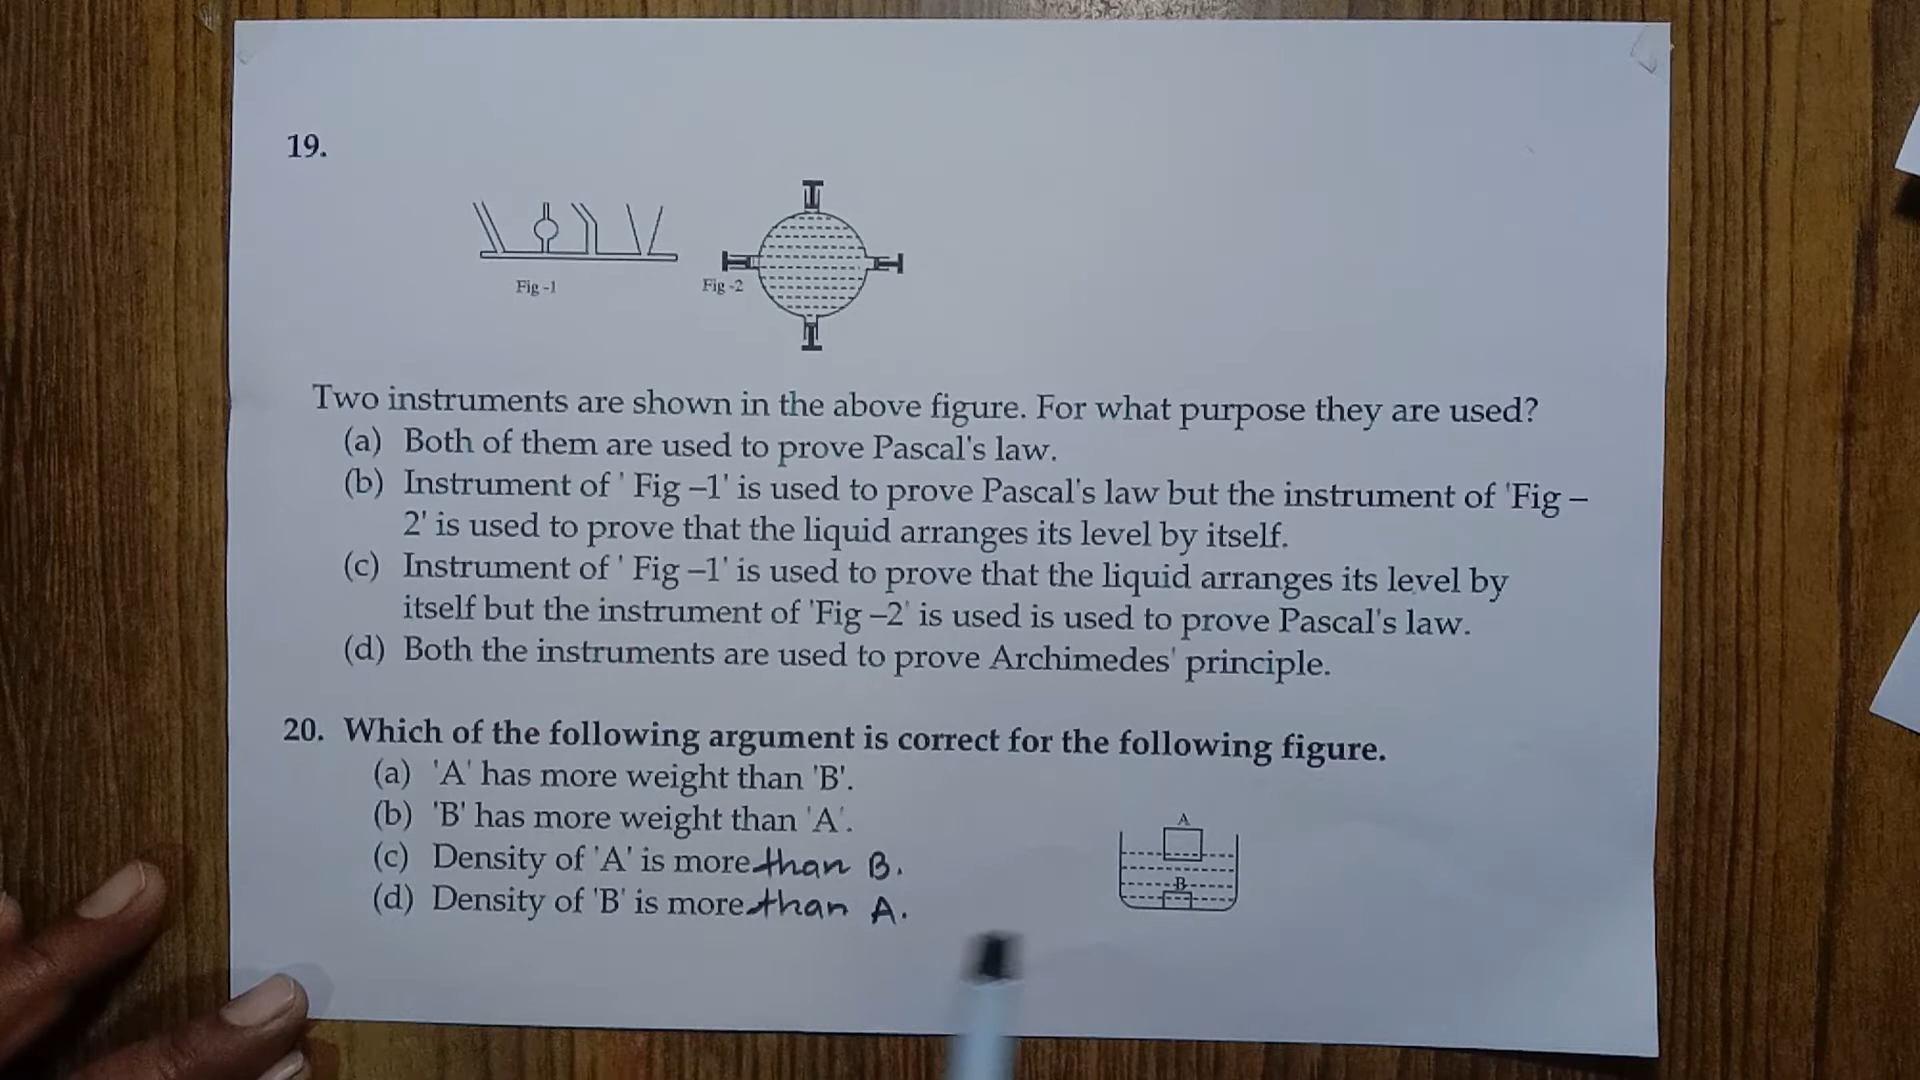 19.
Fig -1
Fig -2
Two instruments are shown in the above figure. For what purpose they are used?
(a) Both of them are used to prove Pascal's law.
(b) Instrument of ' Fig –1' is used to prove Pascal's law but the instrument of 'Fig –
2' is used to prove that the liquid arranges its level by itself.
(c) Instrument of ' Fig –1' is used to prove that the liquid arranges its level by
itself but the instrument of 'Fig –2' is used is used to prove Pascal's law.
(d) Both the instruments are used to prove Archimedes' principle.
20. Which of the following argument is correct for the following figure.
(a) 'A' has more weight than 'B'.
(b) 'B' has more weight than 'A'.
(c) Density of 'A' is more than B.
(d) Density of 'B' is more than A.
A
B